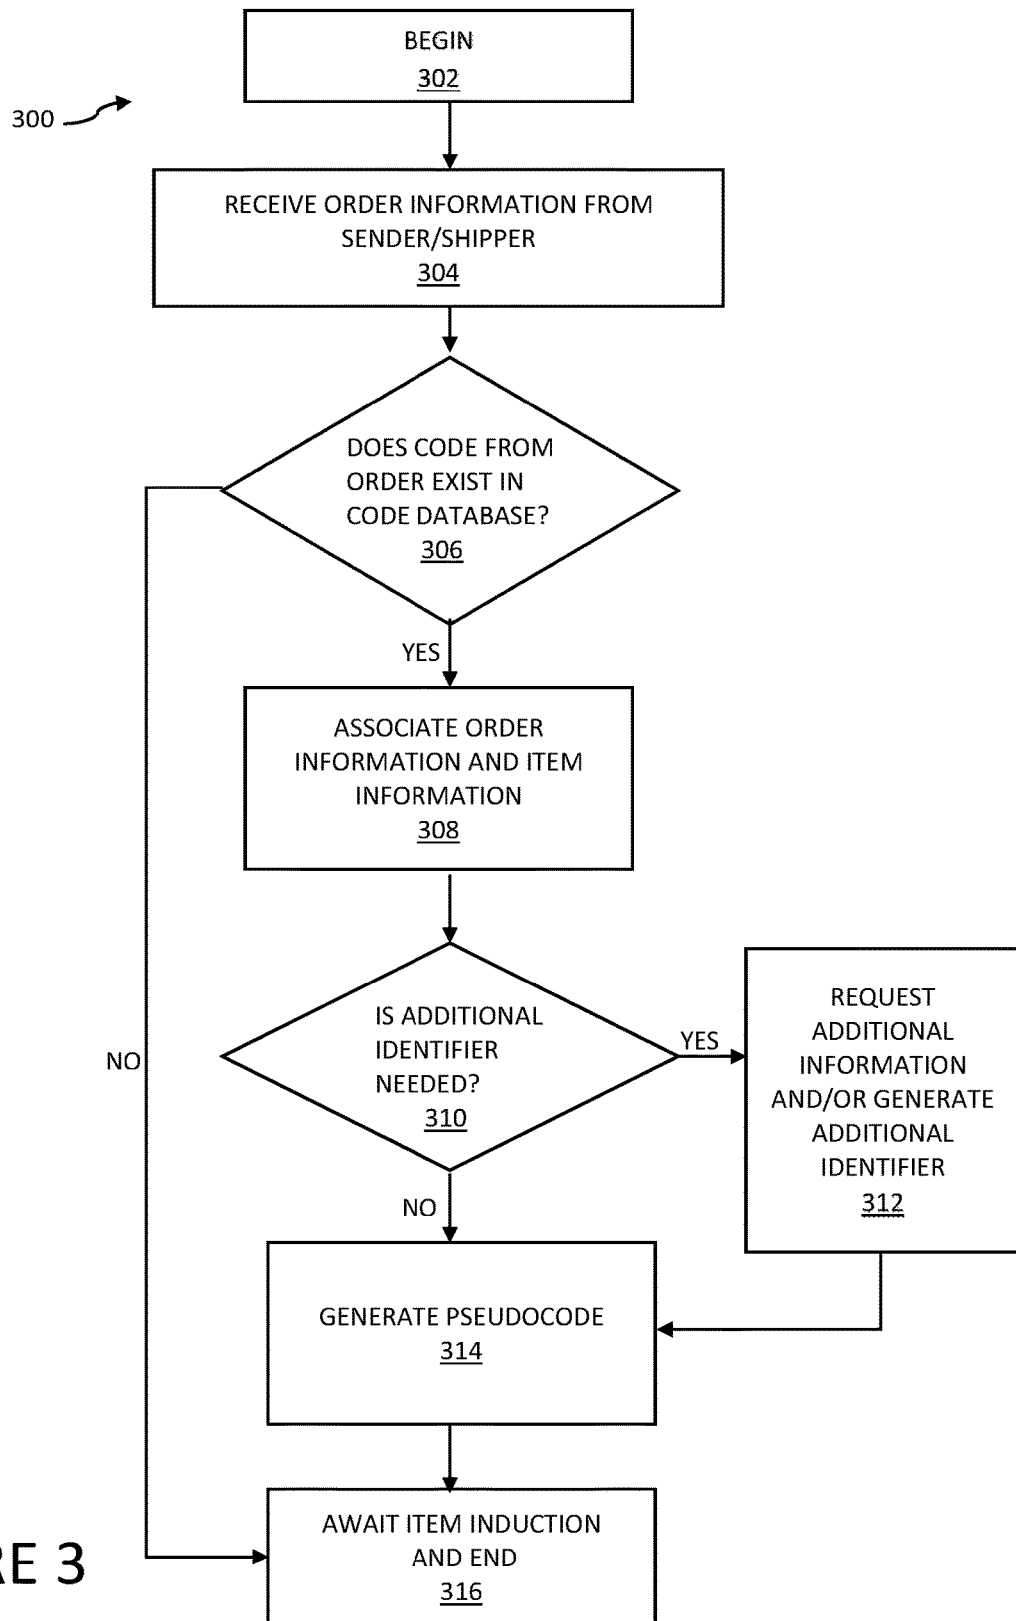 BEGIN
302
300
RECEIVE ORDER INFORMATION FROM
SENDER/SHIPPER
304
DOES CODE FROM
ORDER EXIST IN
CODE DATABASE?
306
YES
ASSOCIATE ORDER
INFORMATION AND ITEM
INFORMATION
308
IS ADDITIONAL
IDENTIFIER
NEEDED?
310
YES
REQUEST
ADDITIONAL
INFORMATION
AND/OR GENERATE
ADDITIONAL
IDENTIFIER
312
NO
NO
GENERATE PSEUDOCODE
314
AWAIT ITEM INDUCTION
AND END
316
RE 3